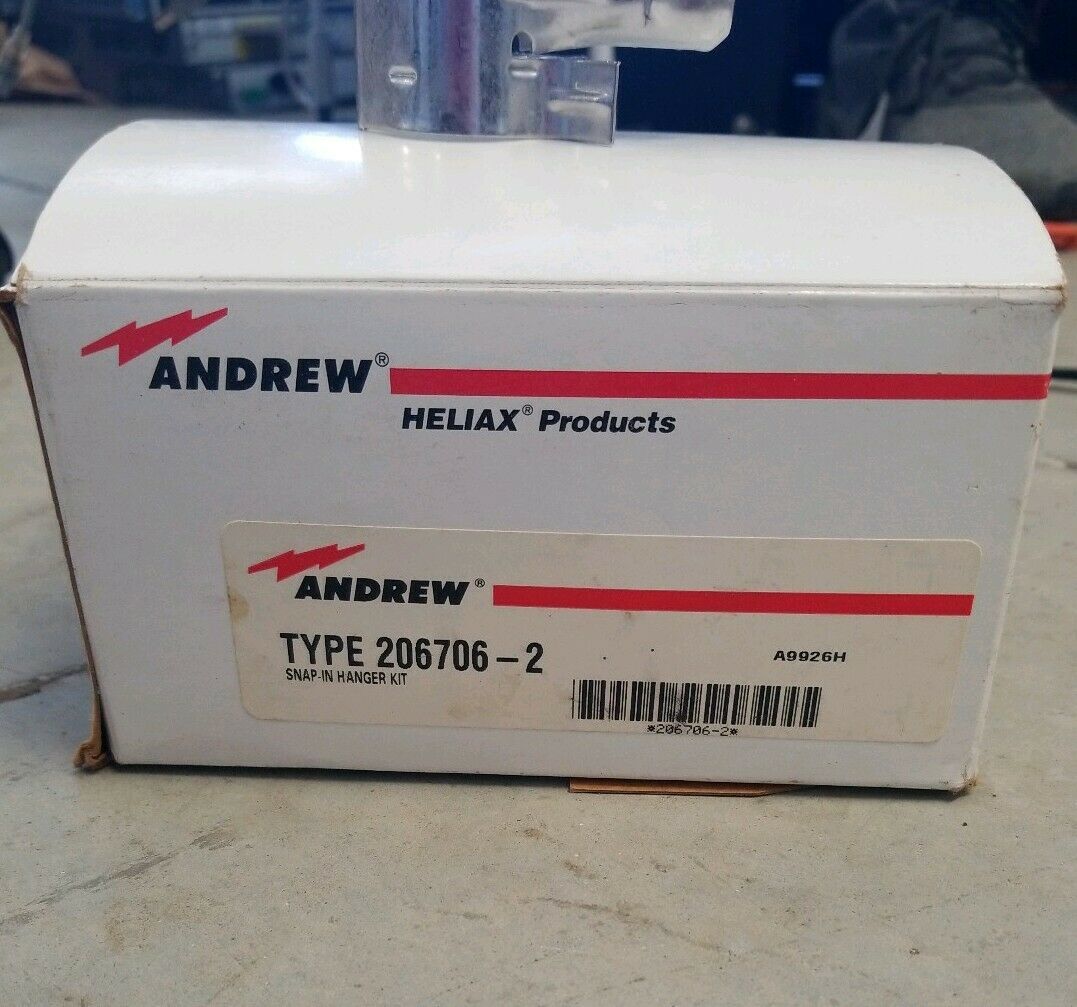 ANDREW®
HELIAX® Products
ANDREW®
TYPE 206706-2
SNAP-IN HANGER KIT
A9926H
*206706-2*